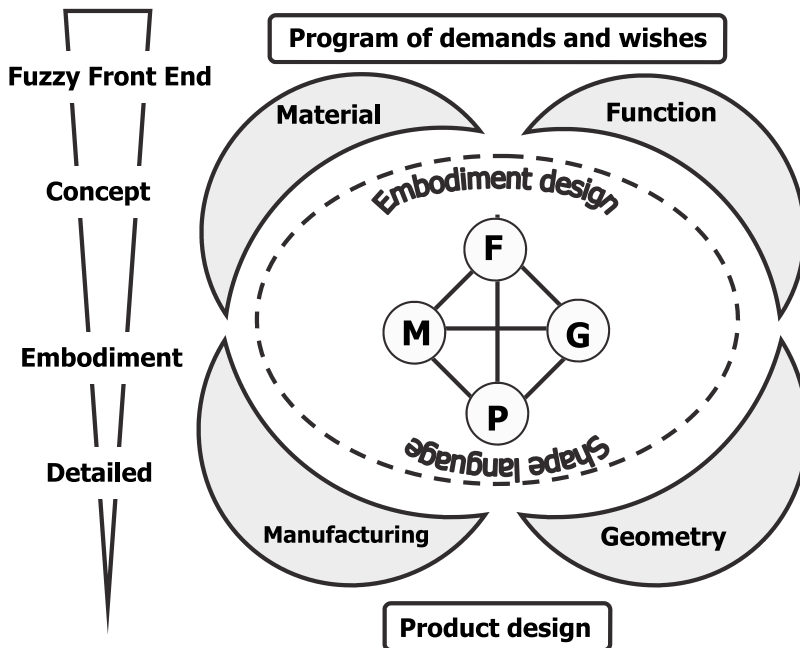 Program of demands and wishes
Fuzzy Front End
Material
Function
Concept
Embodiment design
F
M
G
Embodiment
P
Shape language
Detailed
Manufacturing
Geometry
Product design